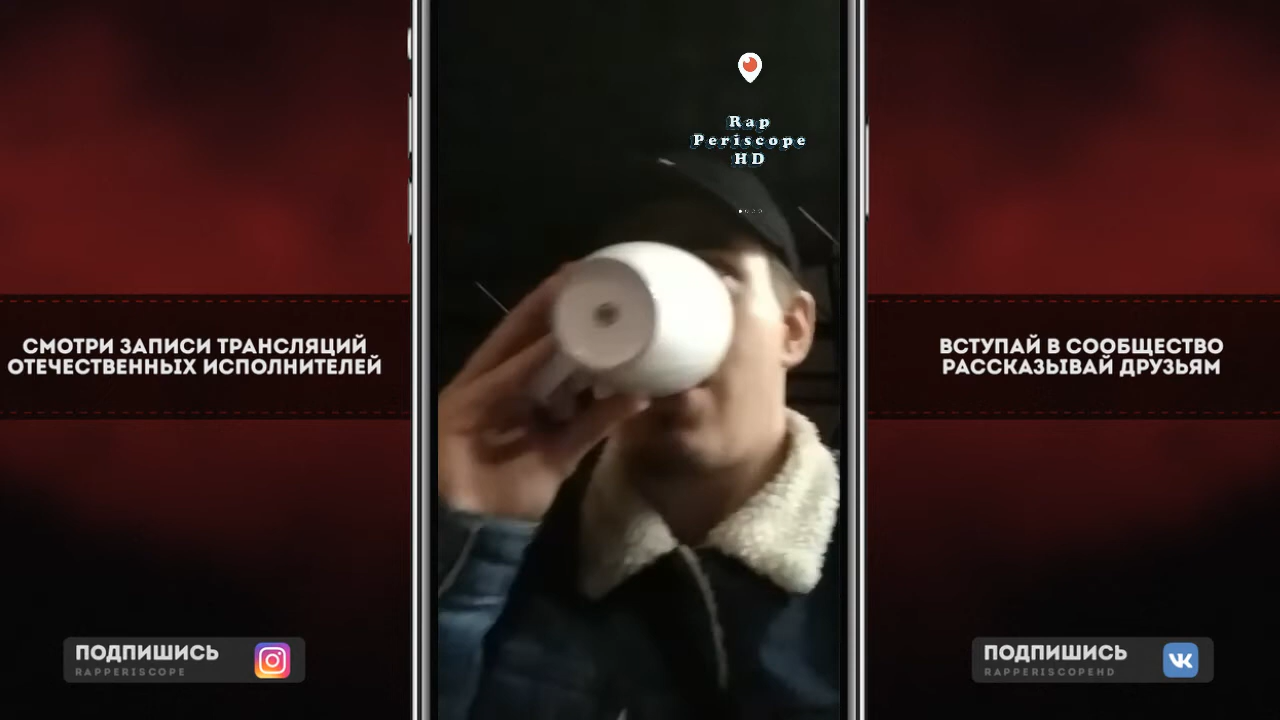 Rap
Periscope
HD
СМОТРИ ЗАПИСИ ТРАНСЛЯЦИЙ
ОТЕЧЕСТВЕННЫХ ИСПОЛНИТЕЛЕЙ
ВСТУПАЙ В СООБЩЕСТВО
РАССКАЗЫВАЙ ДРУЗЬЯМ
ПОДПИШИСЬ
RAPPERISCOPE
ПОДПИШИСЬ
RAPPERISCOPEHD